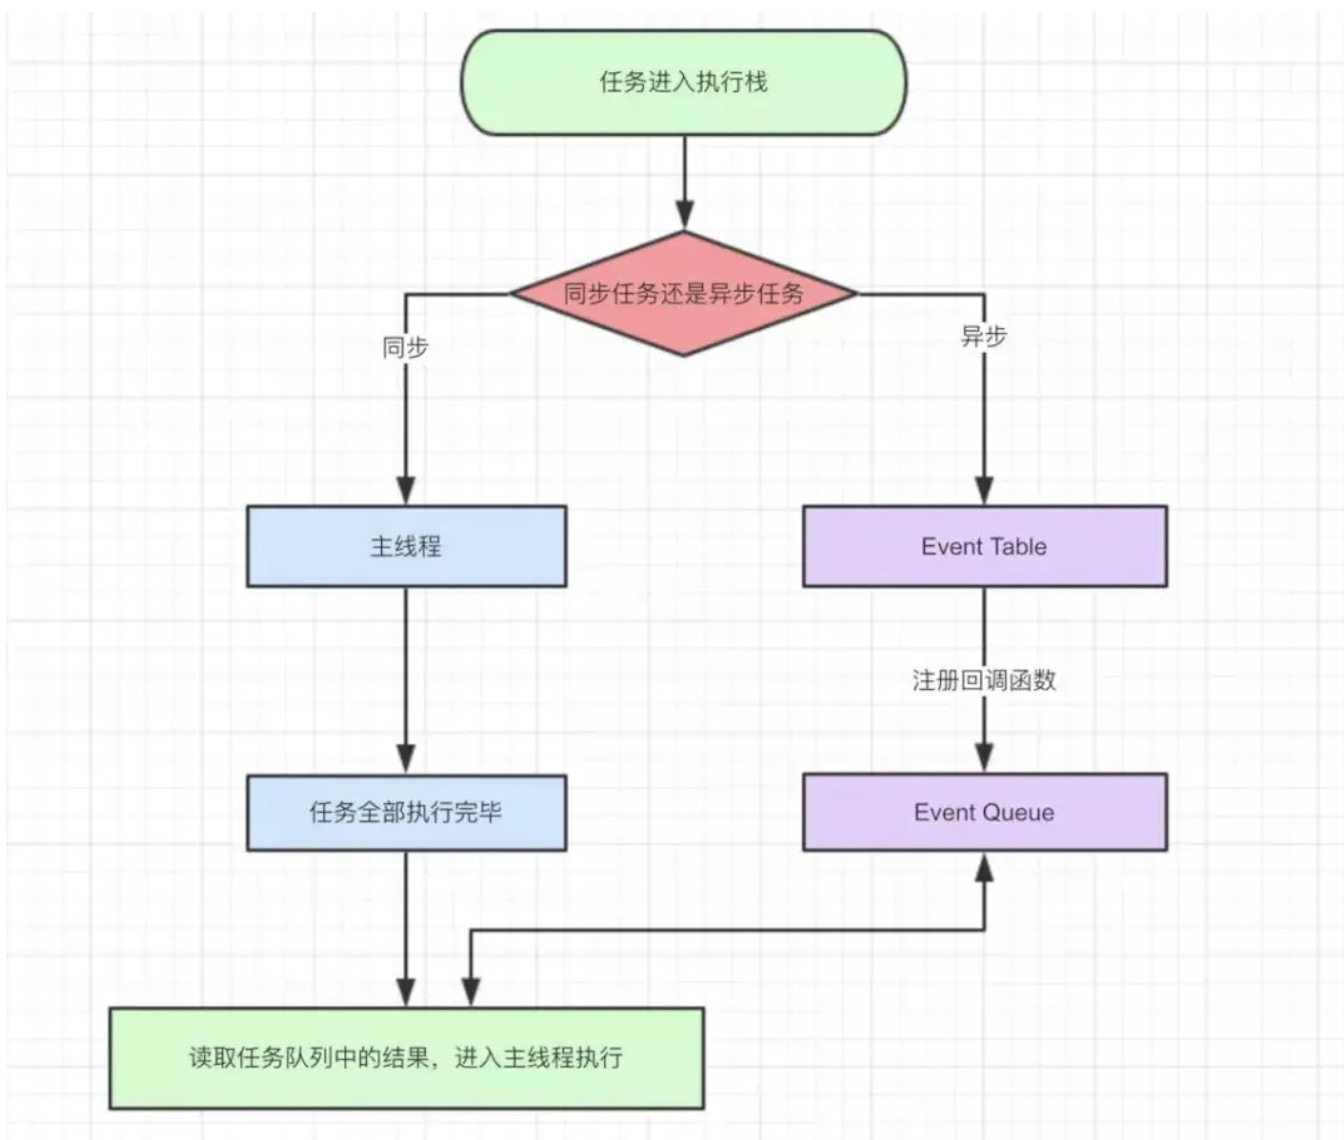 任务进入执行栈
同步任务还是异步任务
同步
异步
主线程
Event Table
注册回调函数
任务全部执行完毕
Event Queue
读取任务队列中的结果，进入主线程执行